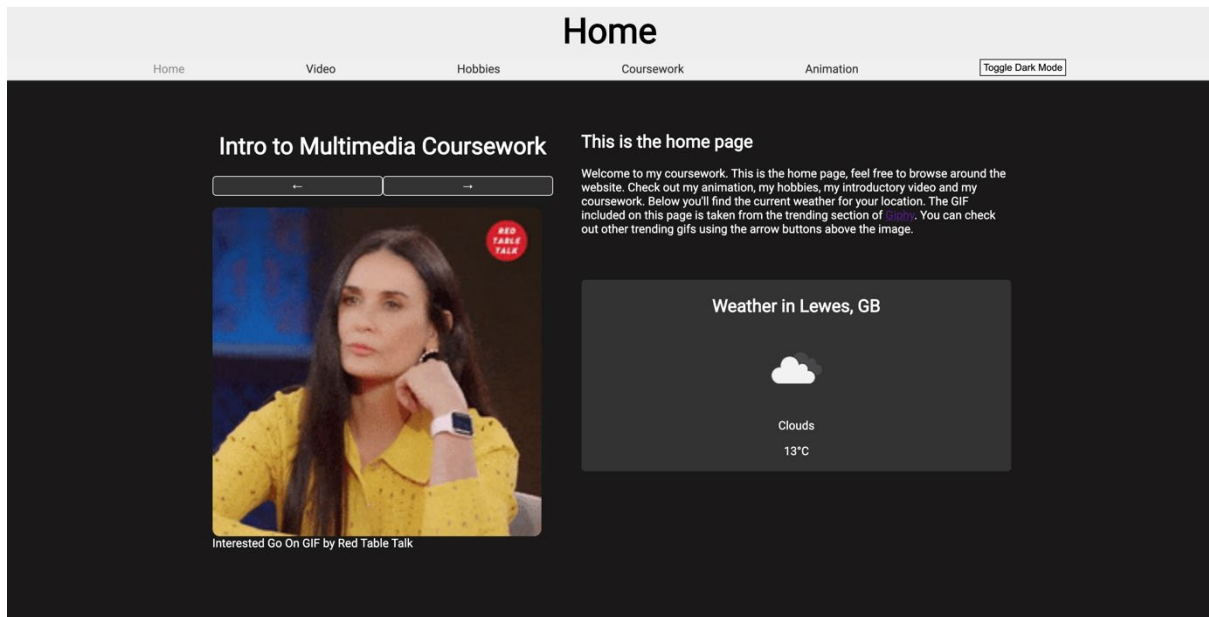 Home
Home Video Hobbies Coursework Animation Toggle Dark Mode
Intro to Multimedia Coursework
← →
RED
TABLE
TALK
Interested Go On GIF by Red Table Talk
This is the home page
Welcome to my coursework. This is the home page, feel free to browse around the
website. Check out my animation, my hobbies, my introductory video and my
coursework. Below you'll find the current weather for your location. The GIF
included on this page is taken from the trending section of Giphy. You can check
out other trending gifs using the arrow buttons above the image.
Weather in Lewes, GB
Clouds
13°C